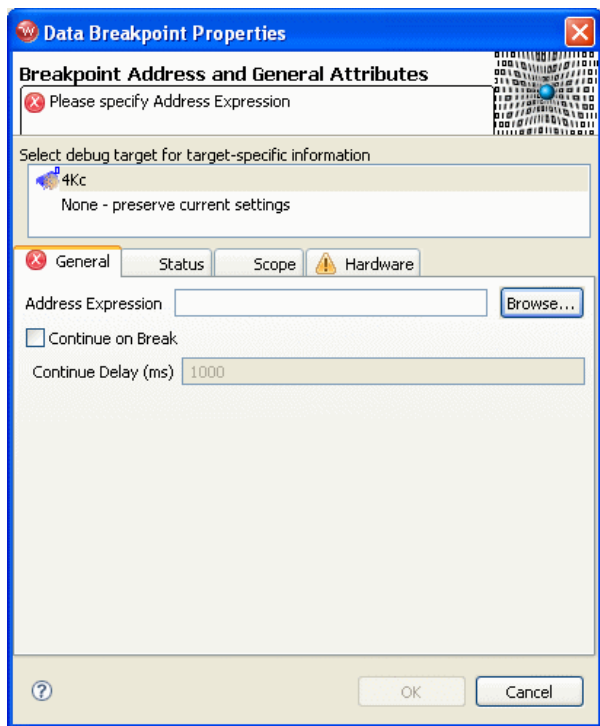 Data Breakpoint Properties
Breakpoint Address and General Attributes
Please specify Address Expression
Select debug target for target-specific information
4Kc
None - preserve current settings
General Status Scope Hardware
Address Expression Browse...
Continue on Break
Continue Delay (ms) 1000
OK Cancel